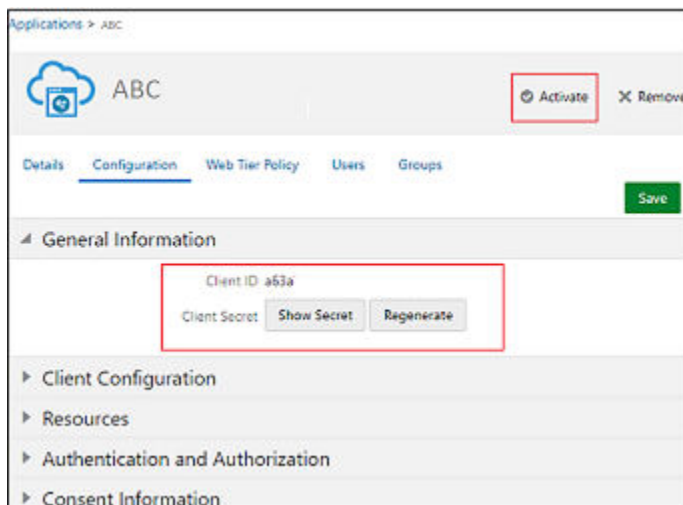 Applications > ABC
ABC
Activate
Remove
Details Configuration Web Tier Policy Users Groups
Save
General Information
Client ID a63a
Client Secret Show Secret Regenerate
Client Configuration
Resources
Authentication and Authorization
Consent Information